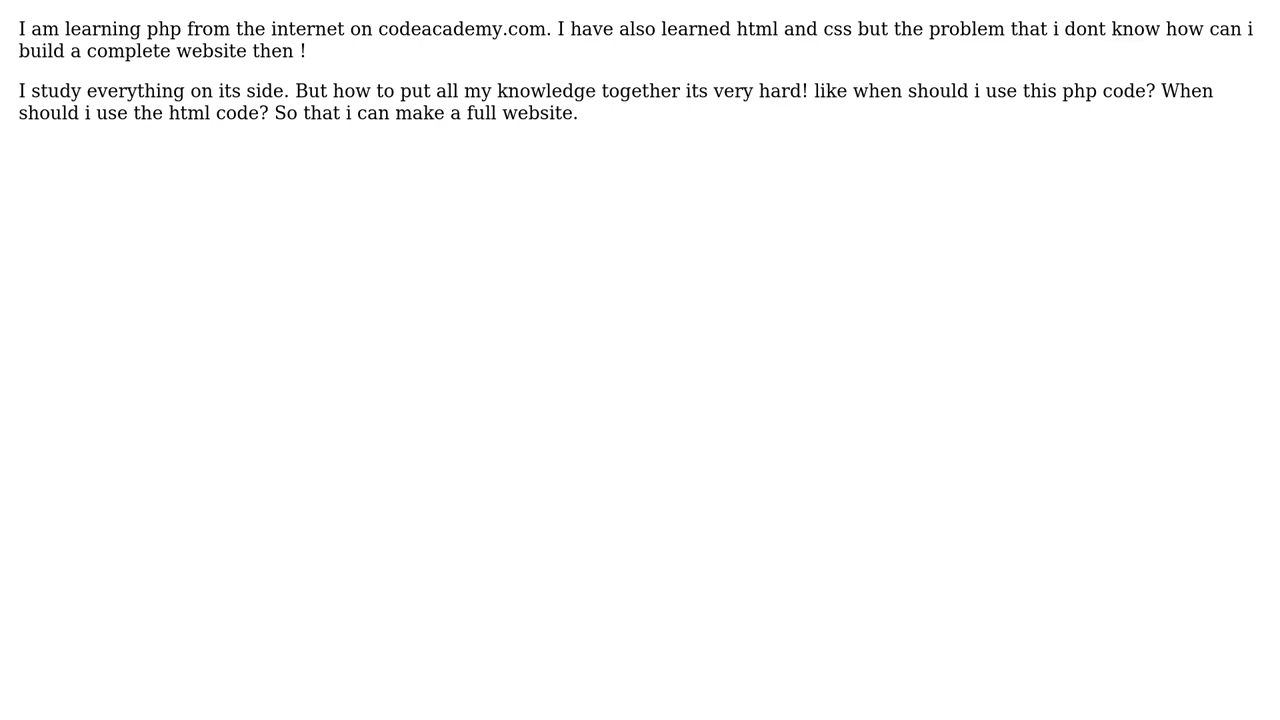 I am learning php from the internet on codeacademy.com. I have also learned html and css but the problem that i dont know how can i
build a complete website then !
I study everything on its side. But how to put all my knowledge together its very hard! like when should i use this php code? When
should i use the html code? So that i can make a full website.